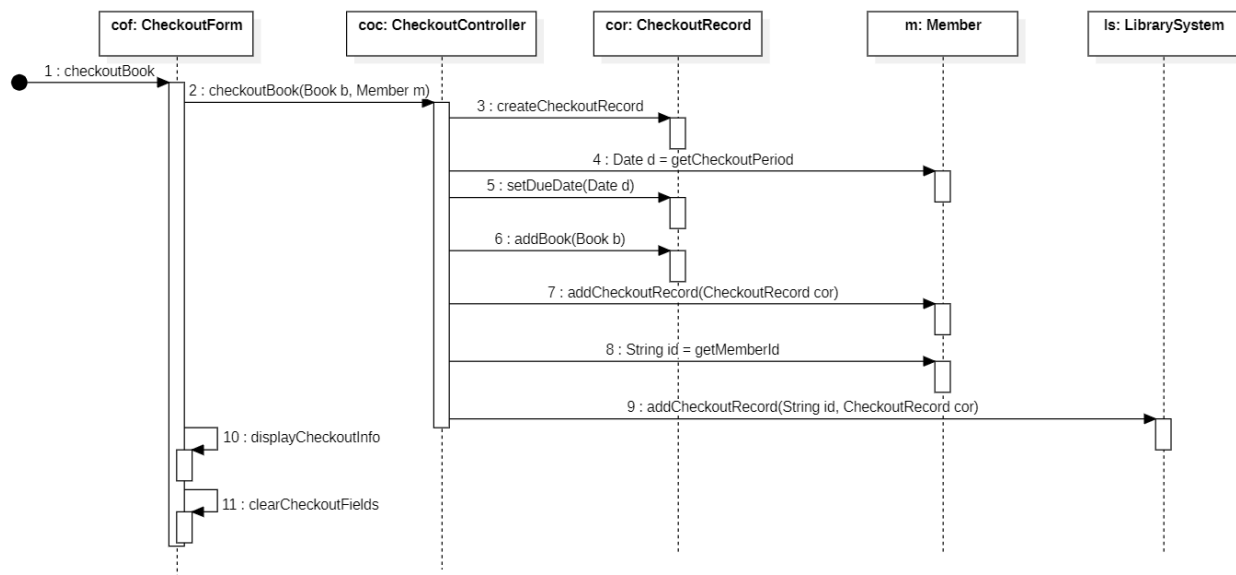 cof: CheckoutForm
coc: CheckoutController
cor: CheckoutRecord
m: Member
ls: LibrarySystem
1 : checkoutBook
2 : checkoutBook(Book b, Member m)
3 : createCheckoutRecord
4 : Date d = getCheckoutPeriod
5 : setDueDate(Date d)
6 : addBook(Book b)
7 : addCheckoutRecord(CheckoutRecord cor)
8 : String id = getMemberId
9 : addCheckoutRecord(String id, CheckoutRecord cor)
10 : displayCheckoutInfo
11 : clearCheckoutFields